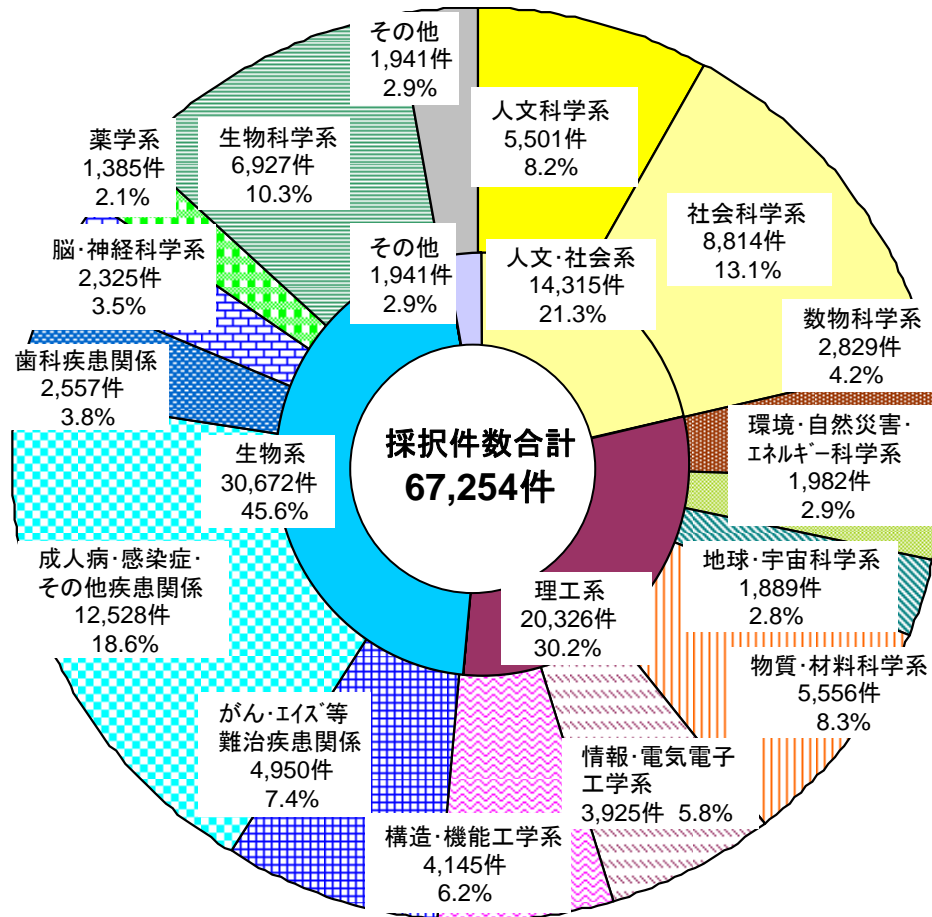 その他
1,941件
2.9%
人文科学系
5,501件
8.2%
社会科学系
8,814件
13.1%
数物科学系
2,829件
4.2%
環境・自然災害・
エネルギー科学系
1,982件
2.9%
地球・宇宙科学系
1,889件
2.8%
物質・材料科学系
5,556件
8.3%
情報・電気電子
工学系
3,925件 5.8%
構造・機能工学系
4,145件
6.2%
がん・エイズ等
難治疾患関係
4,950件
7.4%
成人病・感染症・
その他疾患関係
12,528件
18.6%
歯科疾患関係
2,557件
3.8%
脳・神経科学系
2,325件
3.5%
薬学系
1,385件
2.1%
生物科学系
6,927件
10.3%
その他
1,941件
2.9%
人文・社会系
14,315件
21.3%
理工系
20,326件
30.2%
生物系
30,672件
45.6%
採択件数合計
67,254件